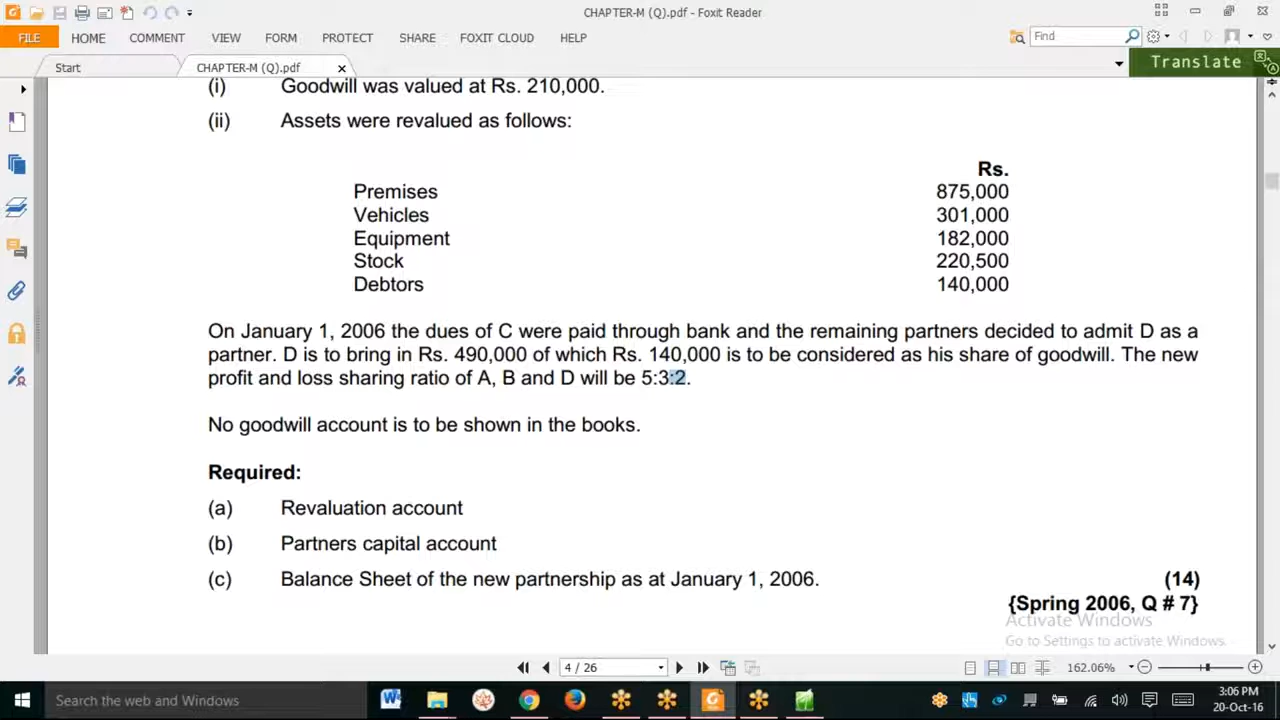 CHAPTER-M (Q).pdf - Foxit Reader
FILE HOME COMMENT VIEW FORM PROTECT SHARE FOXIT CLOUD HELP
Find
Start CHAPTER-M (Q).pdf
Translate
(i) Goodwill was valued at Rs. 210,000.
(ii) Assets were revalued as follows:
Rs.
Premises 875,000
Vehicles 301,000
Equipment 182,000
Stock 220,500
Debtors 140,000
On January 1, 2006 the dues of C were paid through bank and the remaining partners decided to admit D as a
partner. D is to bring in Rs. 490,000 of which Rs. 140,000 is to be considered as his share of goodwill. The new
profit and loss sharing ratio of A, B and D will be 5:3:2.
No goodwill account is to be shown in the books.
Required:
(a) Revaluation account
(b) Partners capital account
(c) Balance Sheet of the new partnership as at January 1, 2006.
(14)
{Spring 2006, Q # 7}
Activate Windows
Go to Settings to activate Windows.
4 / 26
162.06%
Search the web and Windows
3:06 PM
20-Oct-16